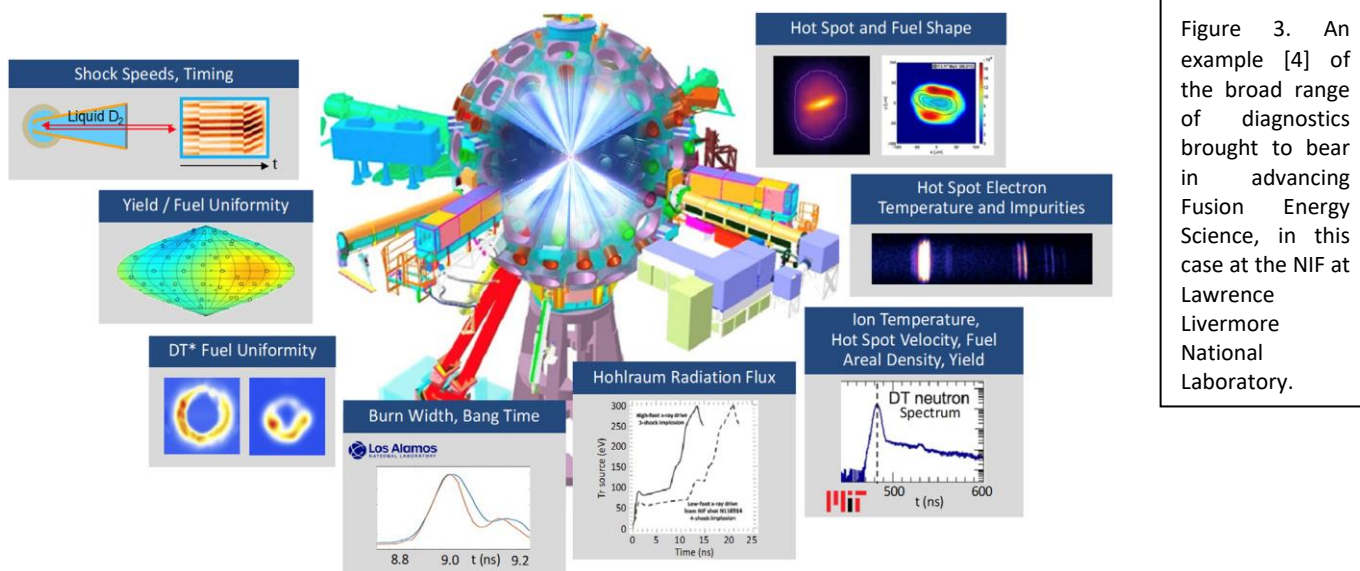 Shock Speeds, Timing
Liquid D2
t
Yield / Fuel Uniformity
DT* Fuel Uniformity
Burn Width, Bang Time
Los Alamos
NATIONAL LABORATORY
8.8 9.0 t (ns) 9.2
Hohlraum Radiation Flux
Tr source (eV)
300
250
200
150
100
50
0
High-foot x-ray drive
3-shock implosion
Low-foot x-ray drive
4-shock implosion
0 5 10 15 20 25
Time (ns)
Hot Spot and Fuel Shape
Hot Spot Electron
Temperature and Impurities
Ion Temperature,
Hot Spot Velocity, Fuel
Areal Density, Yield
DT neutron
Spectrum
500 600
t (ns)
MIT
Figure 3. An
example [4] of
the broad range
of diagnostics
brought to bear
in advancing
Fusion Energy
Science, in this
case at the NIF at
Lawrence
Livermore
National
Laboratory.